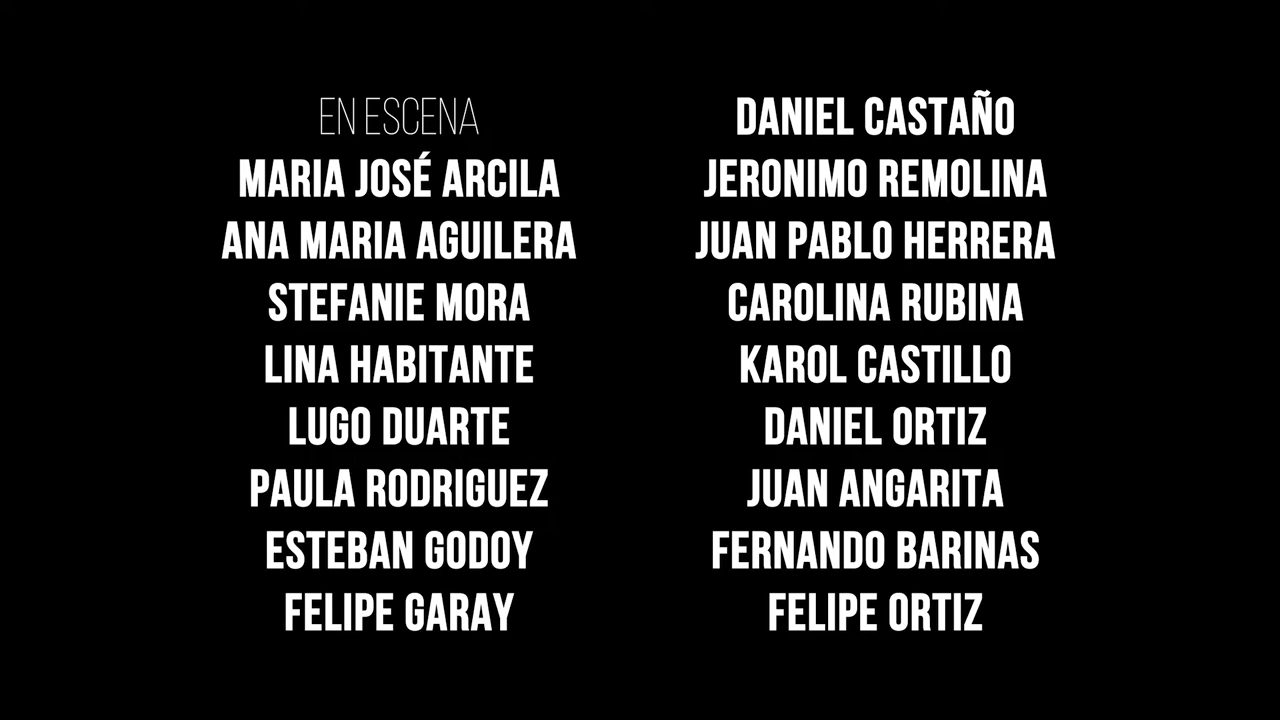 EN ESCENA
MARIA JOSÉ ARCILA
ANA MARIA AGUILERA
STEFANIE MORA
LINA HABITANTE
LUGO DUARTE
PAULA RODRIGUEZ
ESTEBAN GODOY
FELIPE GARAY
DANIEL CASTAÑO
JERONIMO REMOLINA
JUAN PABLO HERRERA
CAROLINA RUBINA
KAROL CASTILLO
DANIEL ORTIZ
JUAN ANGARITA
FERNANDO BARINAS
FELIPE ORTIZ